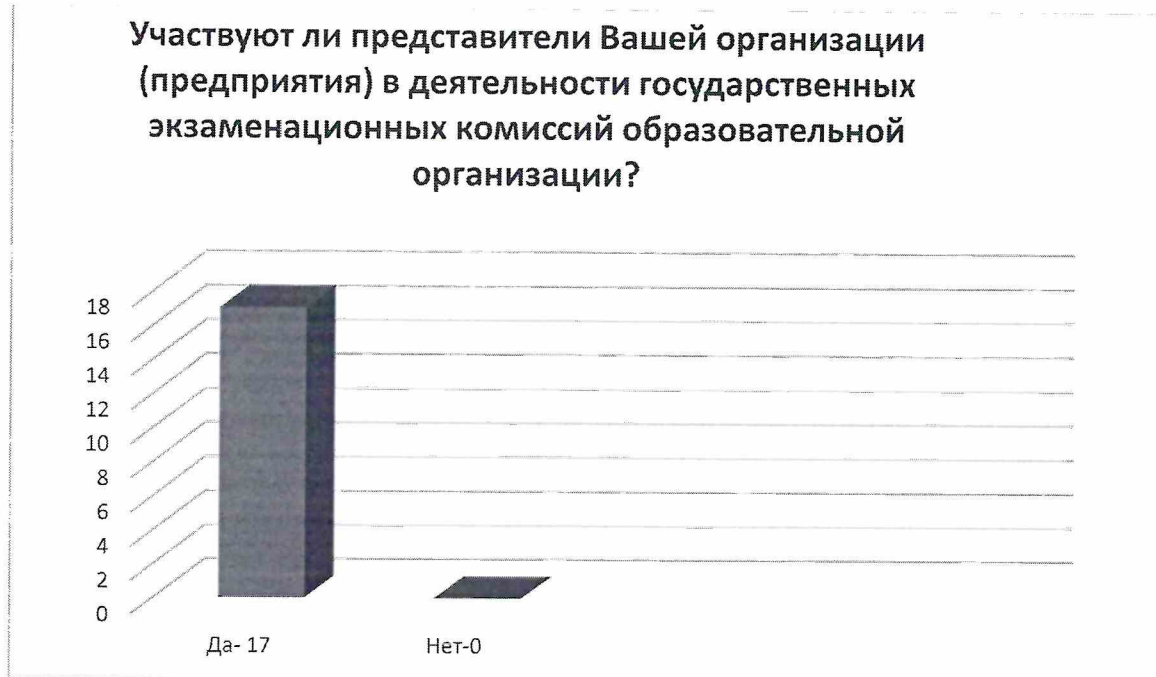 Участвуют ли представители Вашей организации
(предприятия) в деятельности государственных
экзаменационных комиссий образовательной
организации?
18
16
14
12
10
8
6
4
2
0
Да- 17
Нет-0